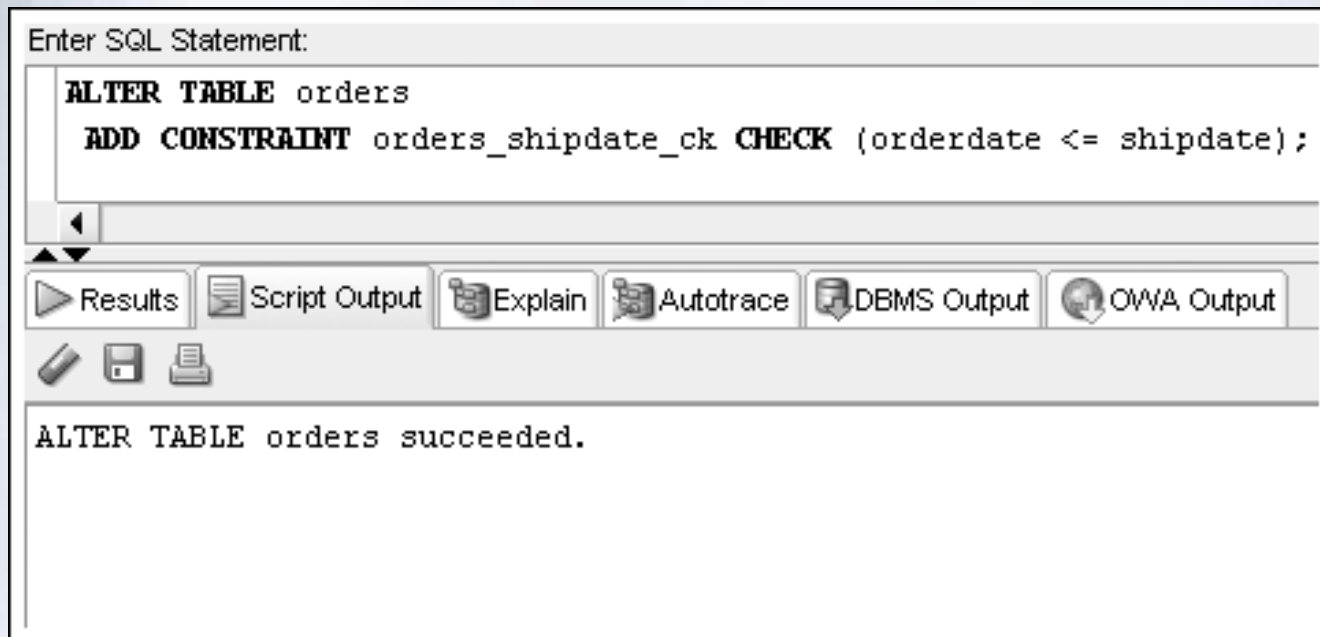 Enter SQL Statement:
ALTER TABLE orders
ADD CONSTRAINT orders_shipdate_ck CHECK (orderdate <= shipdate);
Results Script Output Explain Autotrace DBMS Output OWA Output
ALTER TABLE orders succeeded.